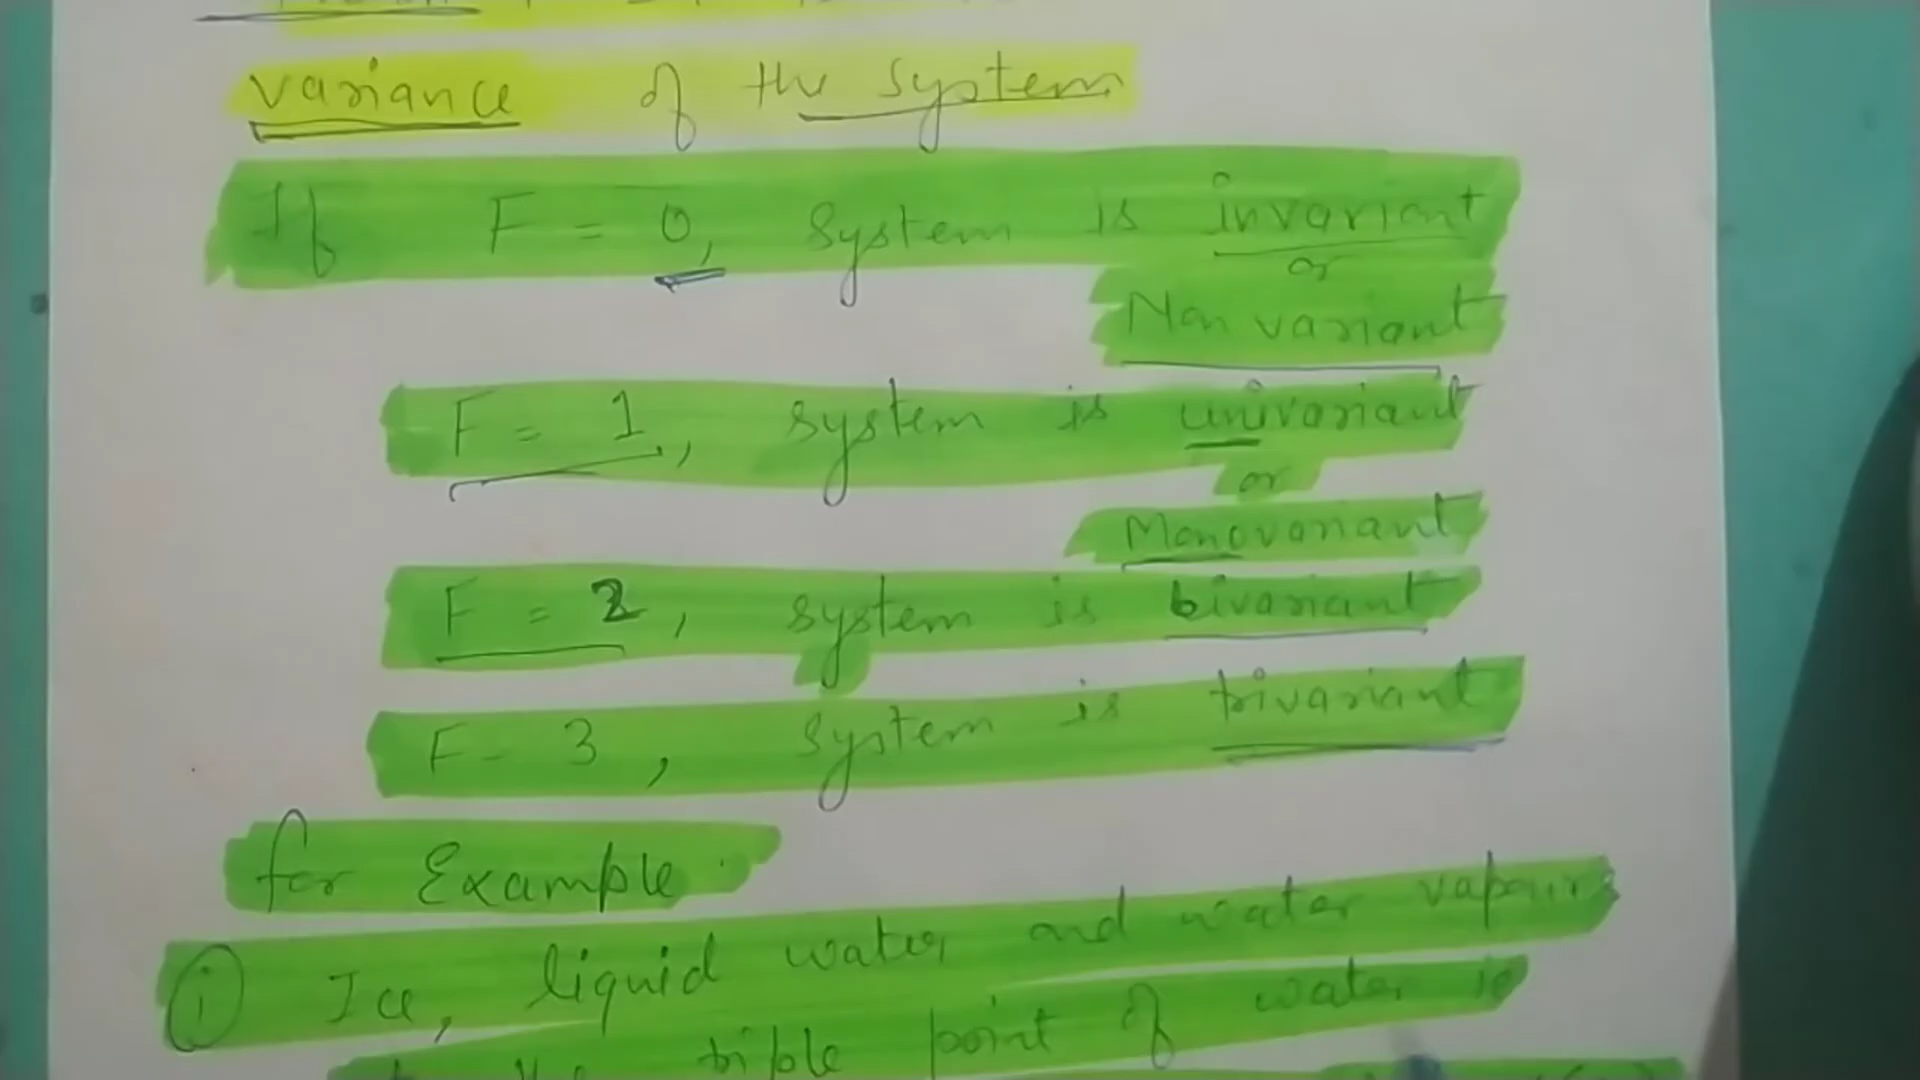 variance of the system
If F = 0, system is invariant
or
Non variant
F = 1, system is univariant
or
Monovariant
F = 2, system is bivariant
F = 3, system is trivariant
for Example
(i) Ice, liquid water and water vapours
triple point of water is